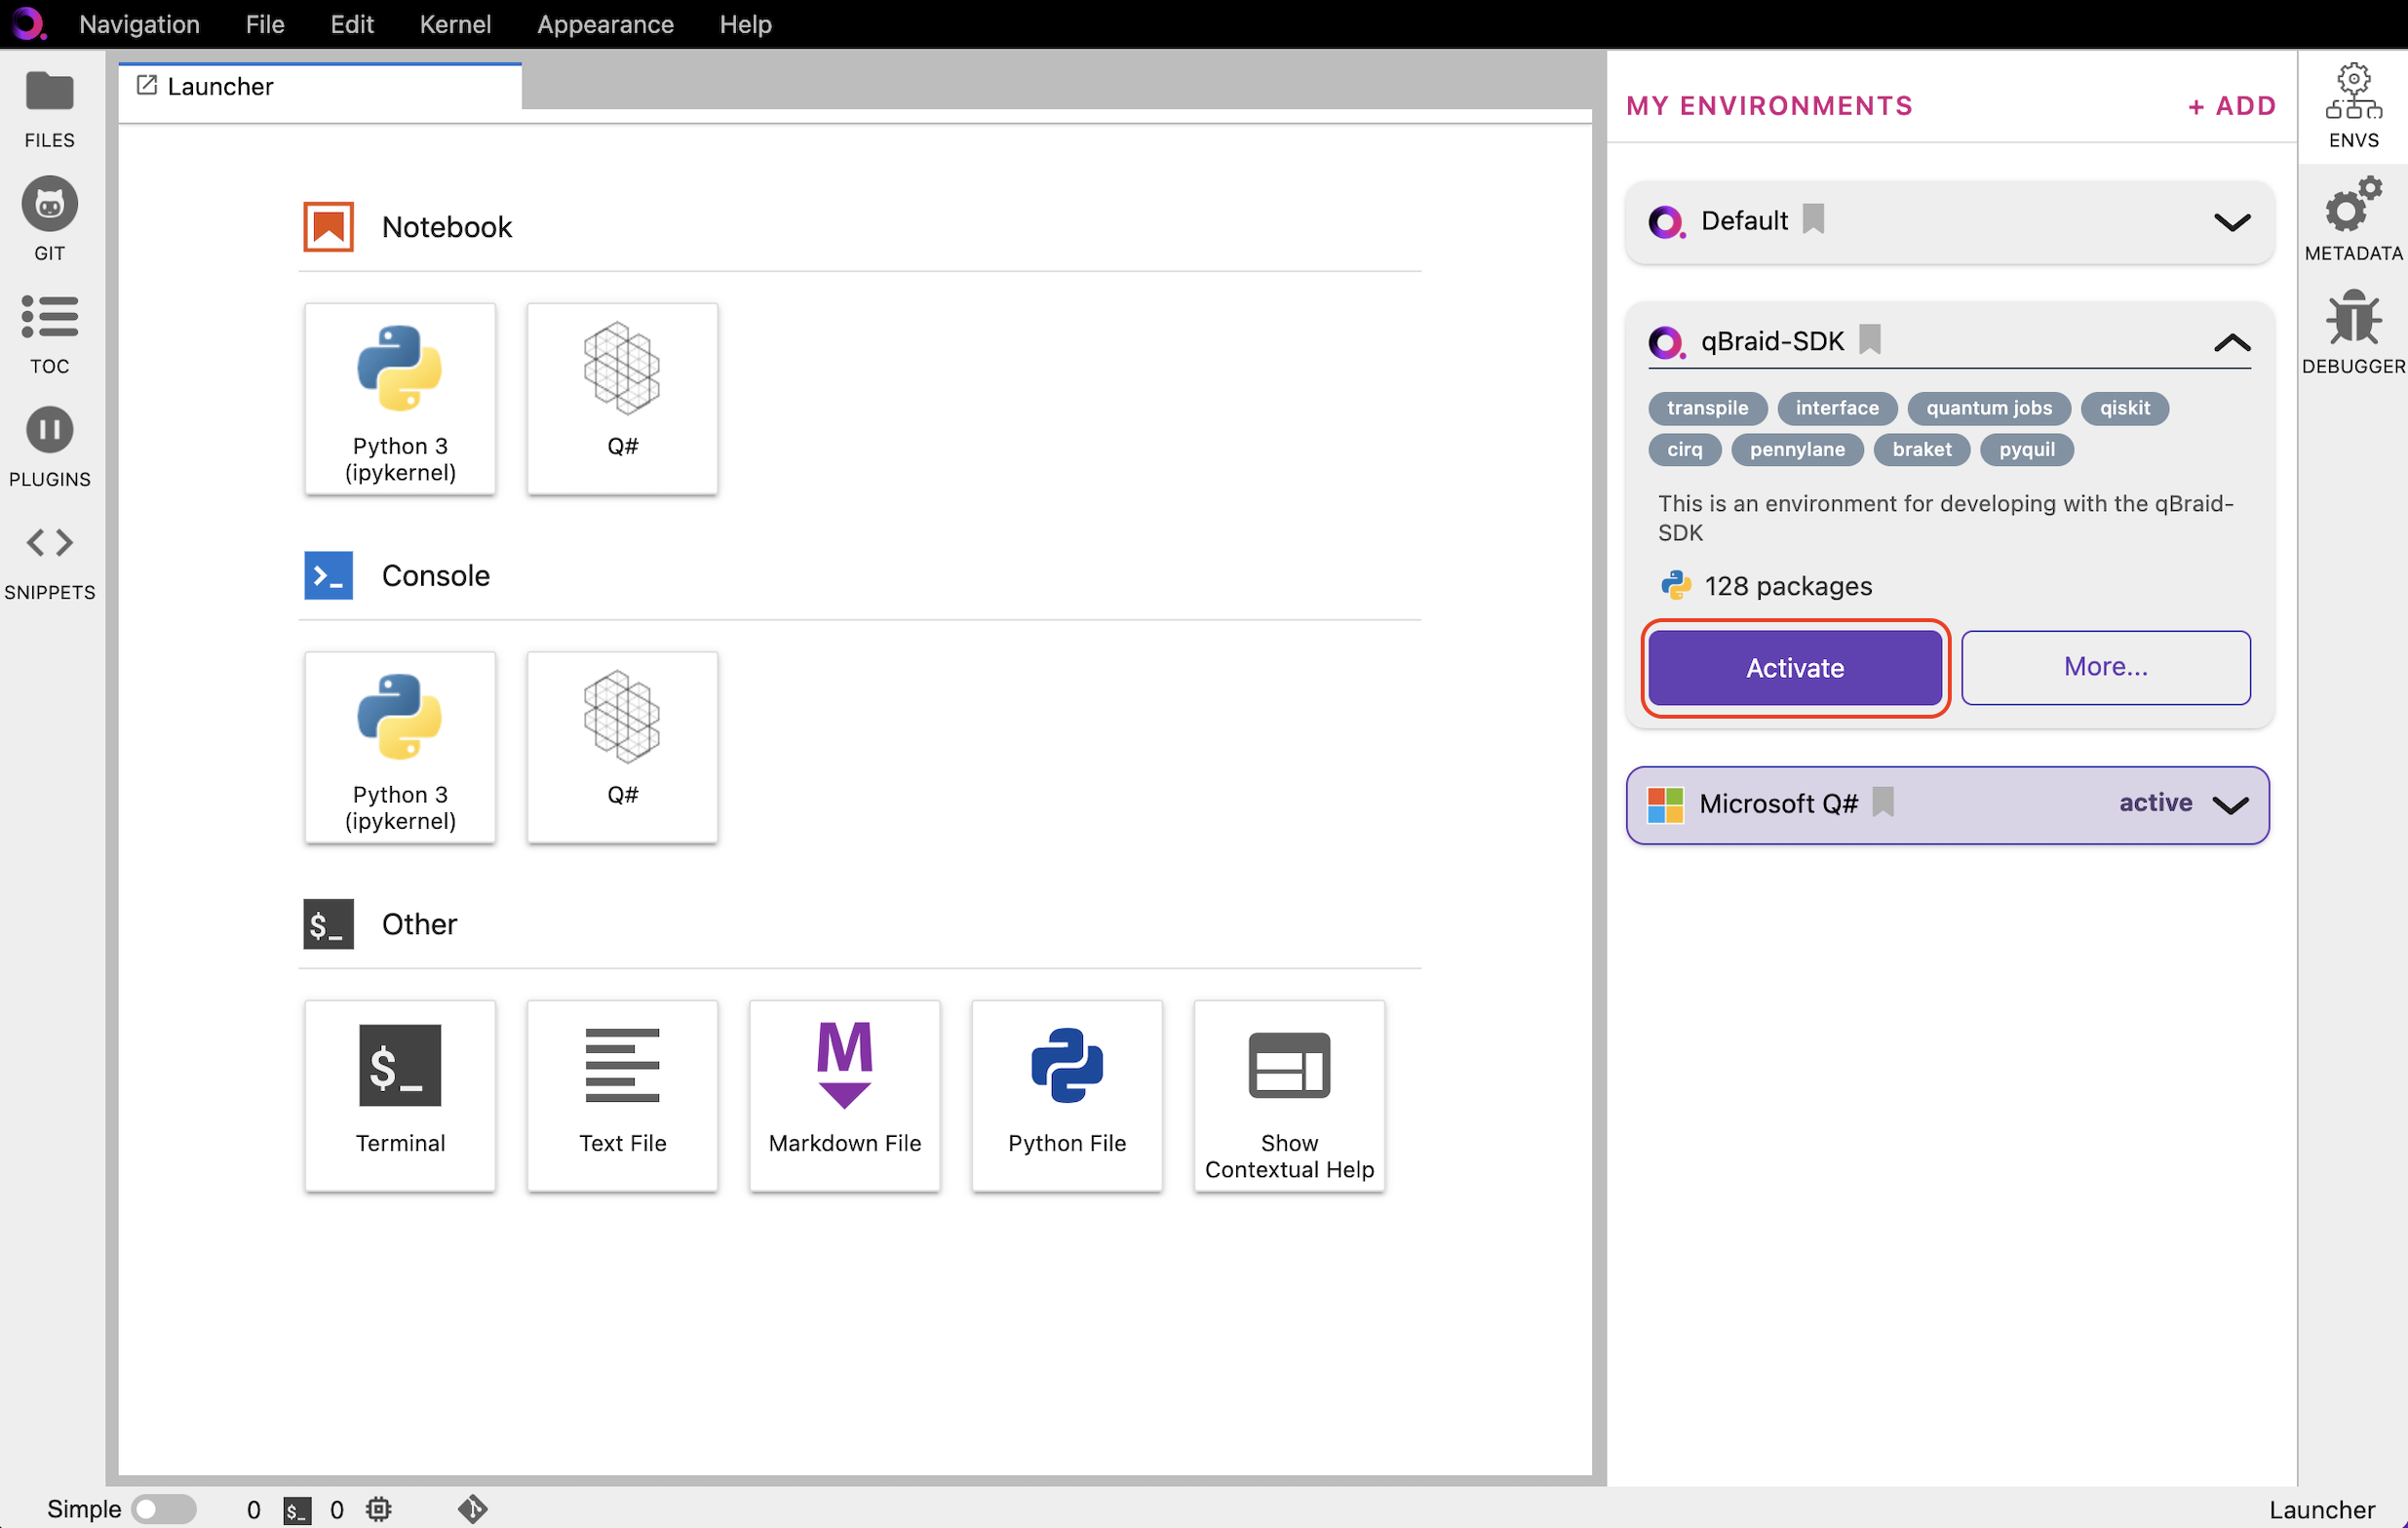 Navigation File Edit Kernel Appearance Help
FILES
GIT
TOC
PLUGINS
SNIPPETS
Launcher
Notebook
Python 3
(ipykernel)
Q#
Console
Python 3
(ipykernel)
Q#
$_ Other
$_
Terminal
Text File
Markdown File
Python File
Show
Contextual Help
MY ENVIRONMENTS + ADD
Default
qBraid-SDK
transpile interface quantum jobs qiskit
cirq pennylane braket pyquil
This is an environment for developing with the qBraid-
SDK
128 packages
Activate More...
Microsoft Q# active
ENVS
METADATA
DEBUGGER
Simple 0 $_ 0
Launcher